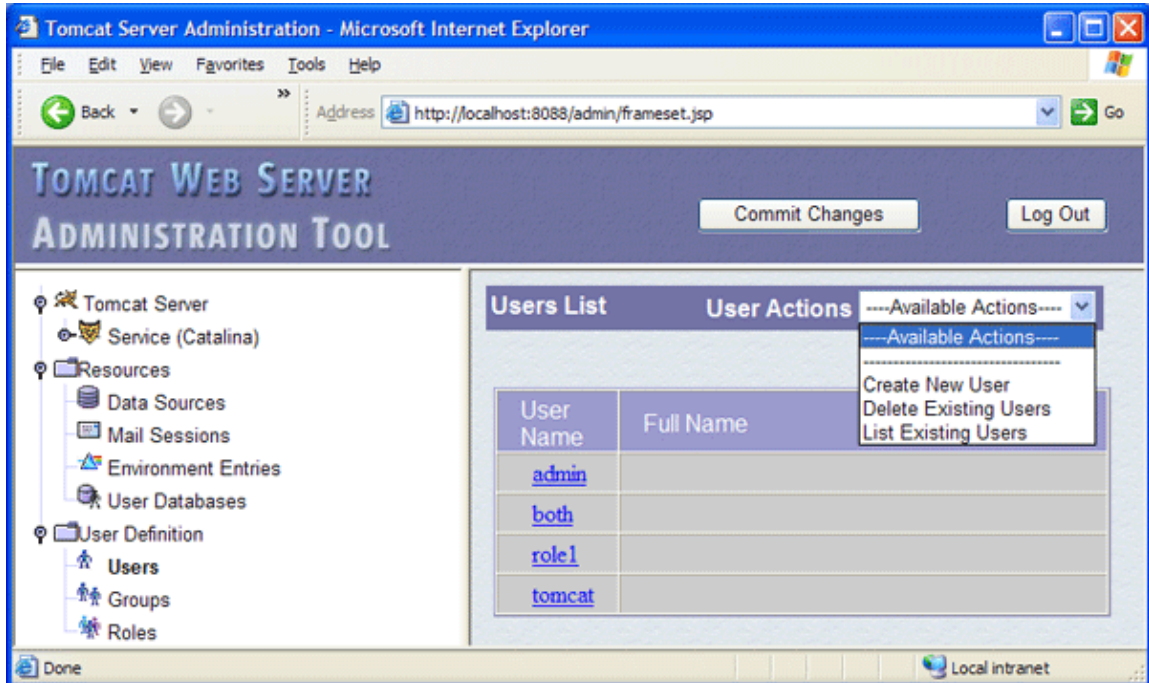 Tomcat Server Administration - Microsoft Internet Explorer
File Edit View Favorites Tools Help
Back » Address http://localhost:8088/admin/frameset.jsp Go
TOMCAT WEB SERVER
ADMINISTRATION TOOL
Commit Changes Log Out
Tomcat Server
Service (Catalina)
Resources
Data Sources
Mail Sessions
Environment Entries
User Databases
User Definition
Users
Groups
Roles
Users List User Actions ----Available Actions----
----Available Actions----
----------------------------------
Create New User
Delete Existing Users
List Existing Users
User Name Full Name
admin
both
role1
tomcat
Done Local intranet